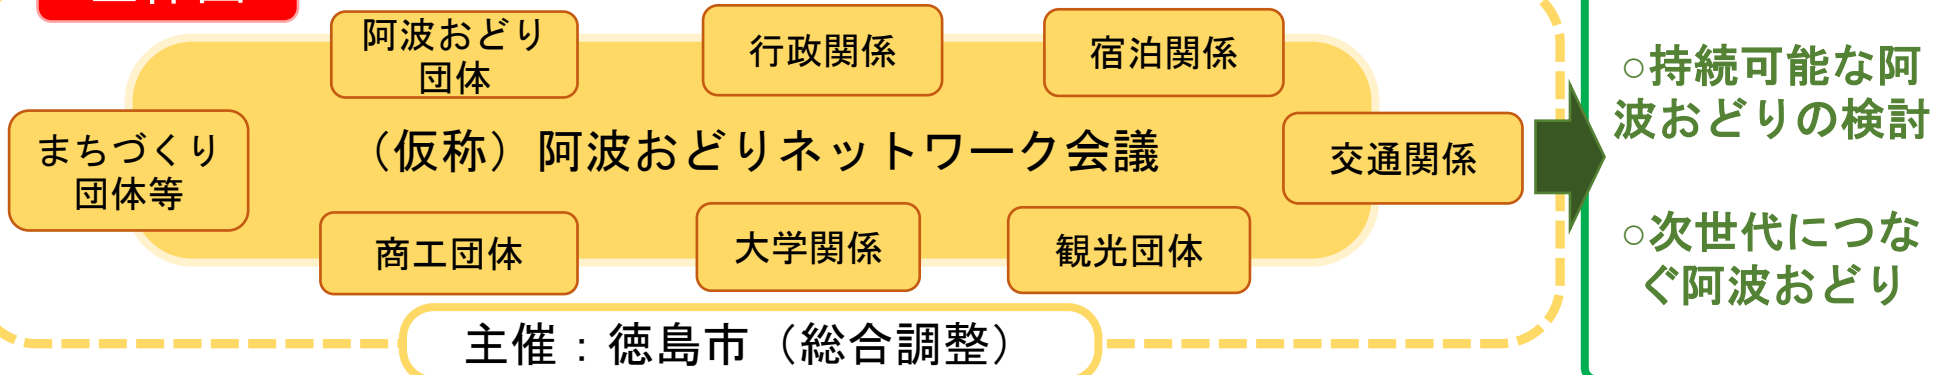 阿波おどり
団体
行政関係
宿泊関係
まちづくり
団体等
（仮称）阿波おどりネットワーク会議
交通関係
商工団体
大学関係
観光団体
主催：徳島市（総合調整）
○持続可能な阿
波おどりの検討
○次世代につな
ぐ阿波おどり